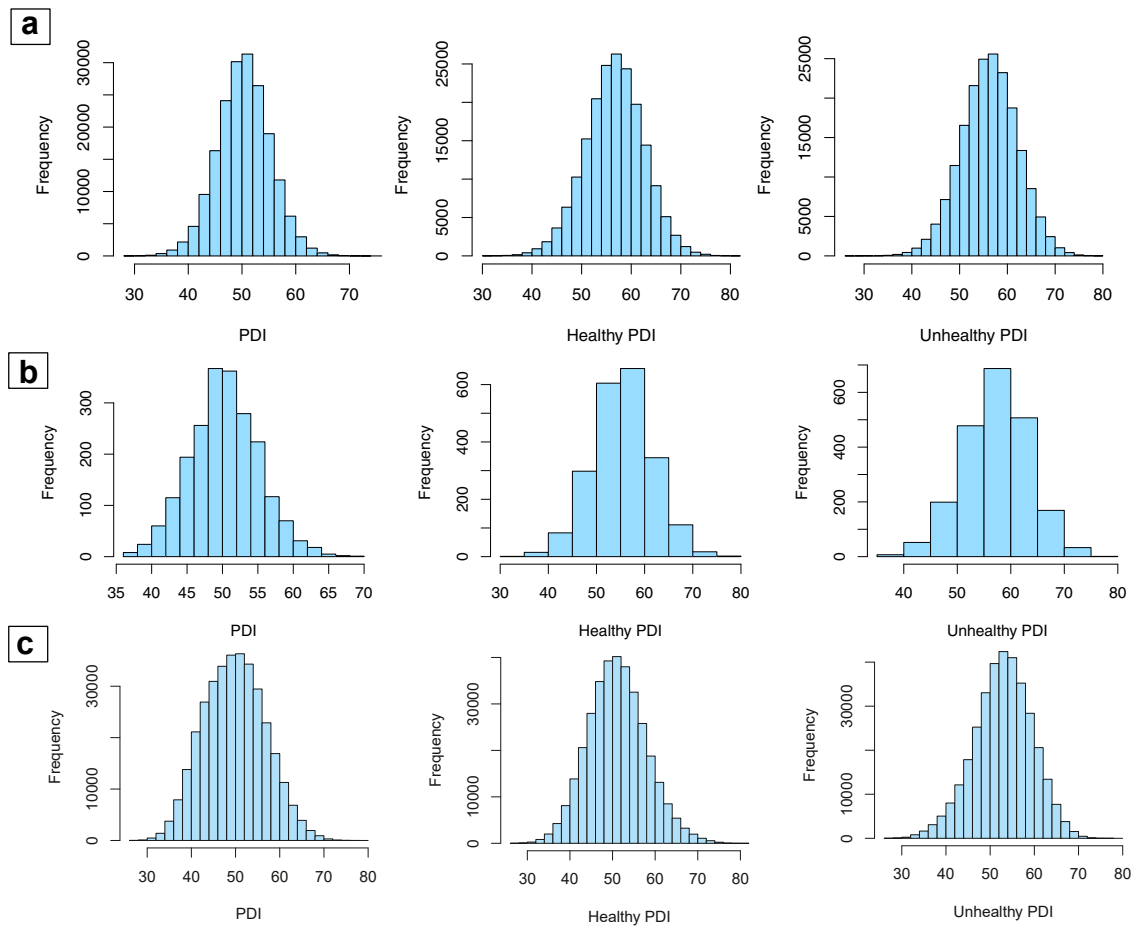 a
Frequency
0 10000 20000 30000
30 40 50 60 70
PDI
Frequency
0 5000 15000 25000
30 40 50 60 70 80
Healthy PDI
Frequency
0 5000 15000 25000
30 40 50 60 70 80
Unhealthy PDI
b
Frequency
0 100 200 300
35 40 45 50 55 60 65 70
PDI
Frequency
0 200 400 600
30 40 50 60 70 80
Healthy PDI
Frequency
0 200 400 600
40 50 60 70 80
Unhealthy PDI
c
Frequency
0 10000 30000
30 40 50 60 70 80
PDI
Frequency
0 10000 30000
30 40 50 60 70 80
Healthy PDI
Frequency
0 10000 30000
30 40 50 60 70 80
Unhealthy PDI